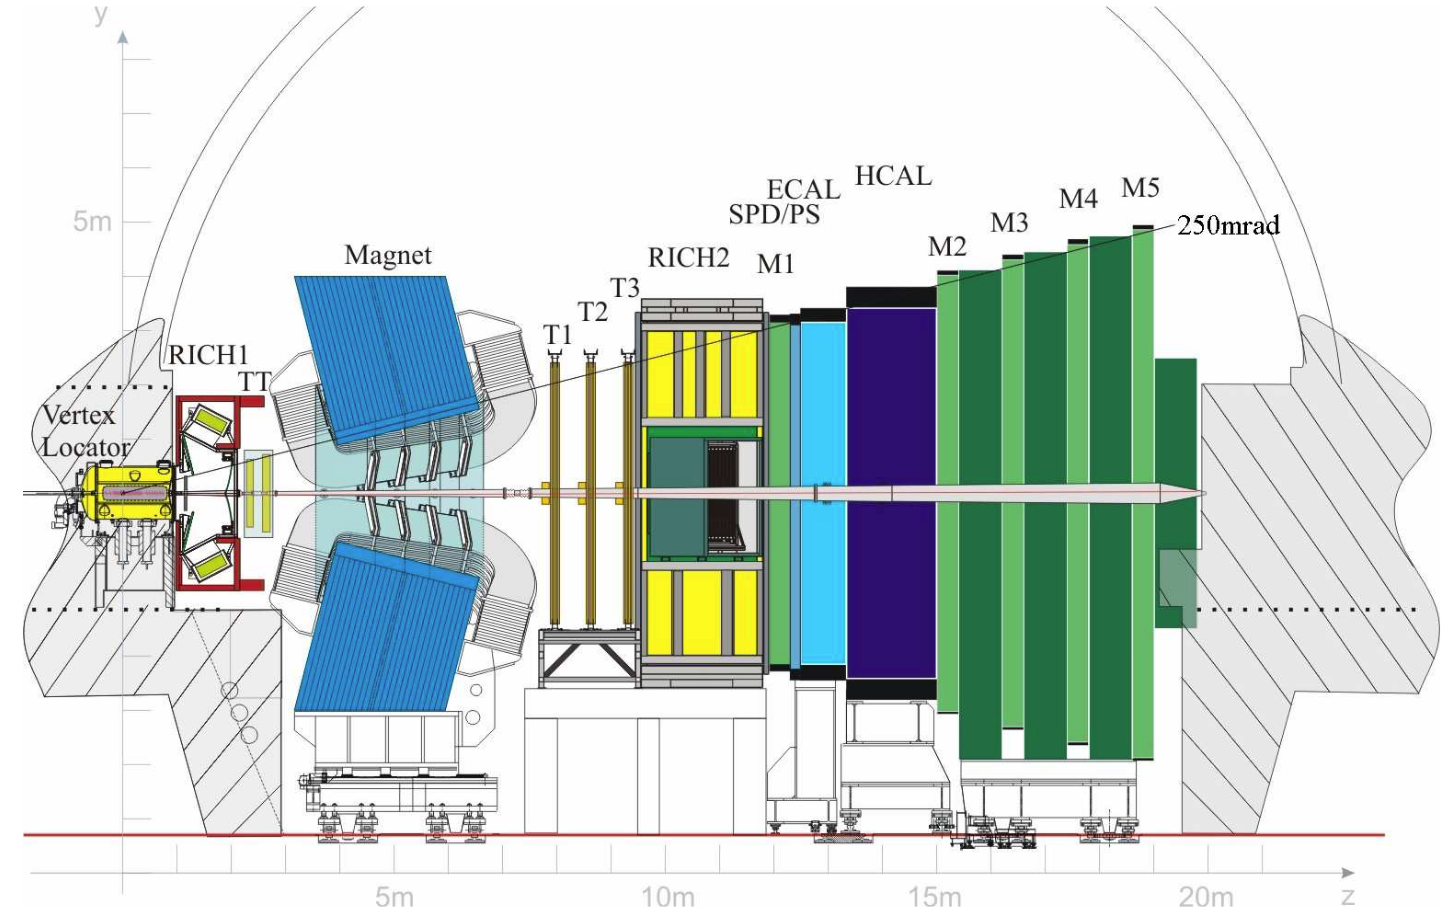 y
5m
Magnet
Vertex
Locator
RICH1
TT
T1
T2
T3
RICH2
M1
SPD/PS
ECAL
HCAL
M2
M3
M4
M5
250mrad
5m
10m
15m
20m
z